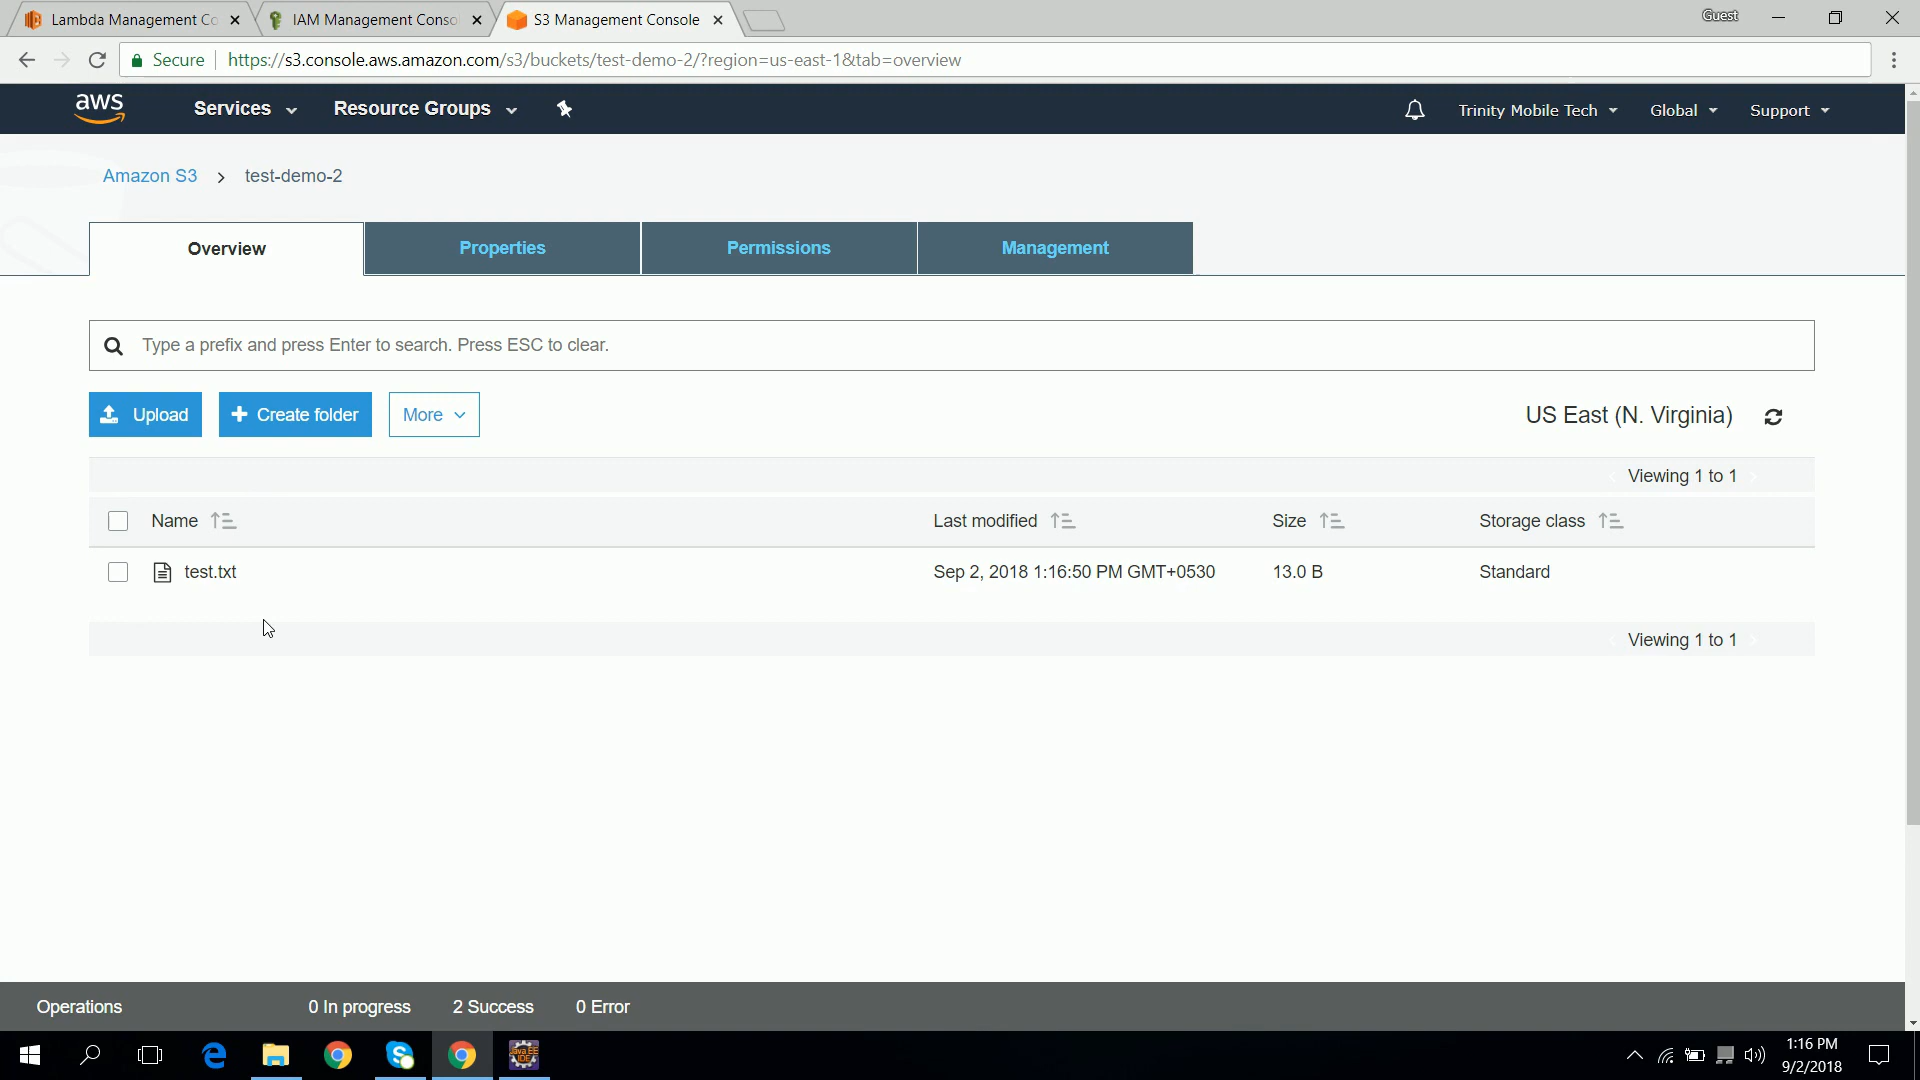 Lambda Management Co
IAM Management Conso
S3 Management Console
Guest
Secure
https://s3.console.aws.amazon.com/s3/buckets/test-demo-2/?region=us-east-1&tab=overview
aws
Services
Resource Groups
Trinity Mobile Tech
Global
Support
Amazon S3 > test-demo-2
Overview
Properties
Permissions
Management
Type a prefix and press Enter to search. Press ESC to clear.
Upload
+ Create folder
More
US East (N. Virginia)
Viewing 1 to 1
Name
Last modified
Size
Storage class
test.txt
Sep 2, 2018 1:16:50 PM GMT+0530
13.0 B
Standard
Viewing 1 to 1
Operations
0 In progress
2 Success
0 Error
Java EE
IDE
1:16 PM
9/2/2018